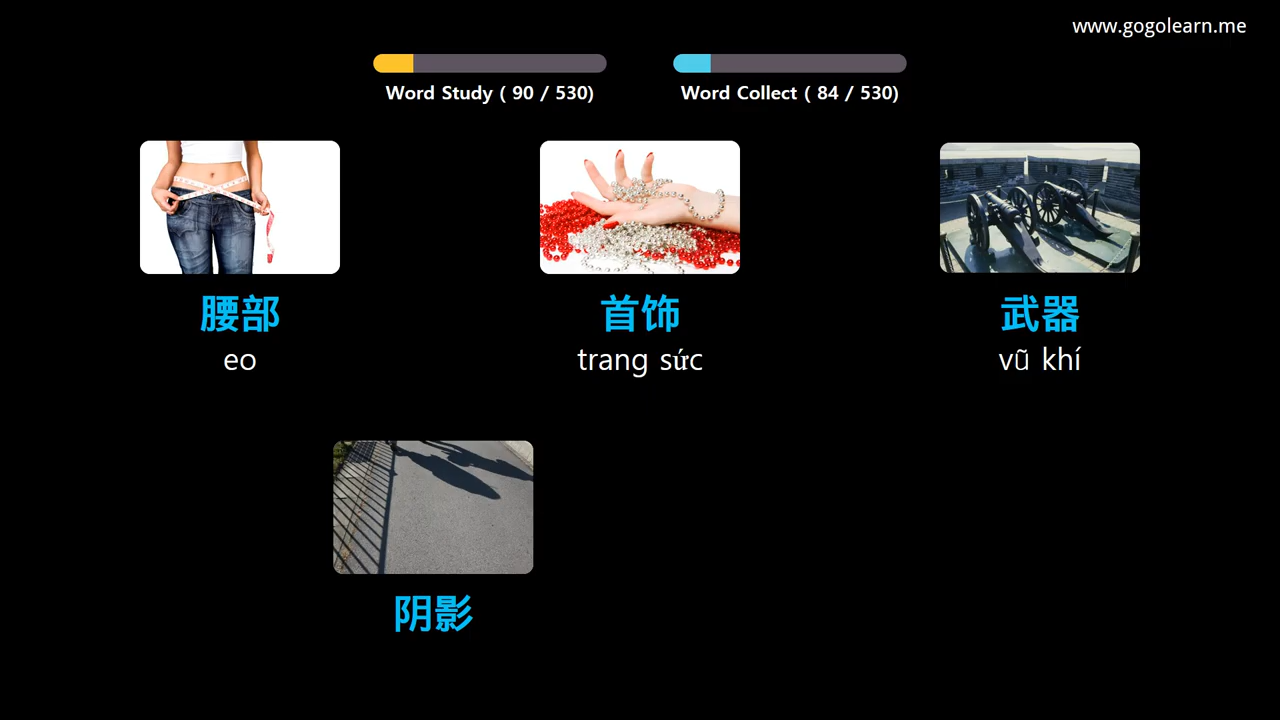 www.gogolearn.me
Word Study ( 90 / 530)
Word Collect ( 84 / 530)
腰部
首饰
武器
eo
trang sức
vũ khí
阴影